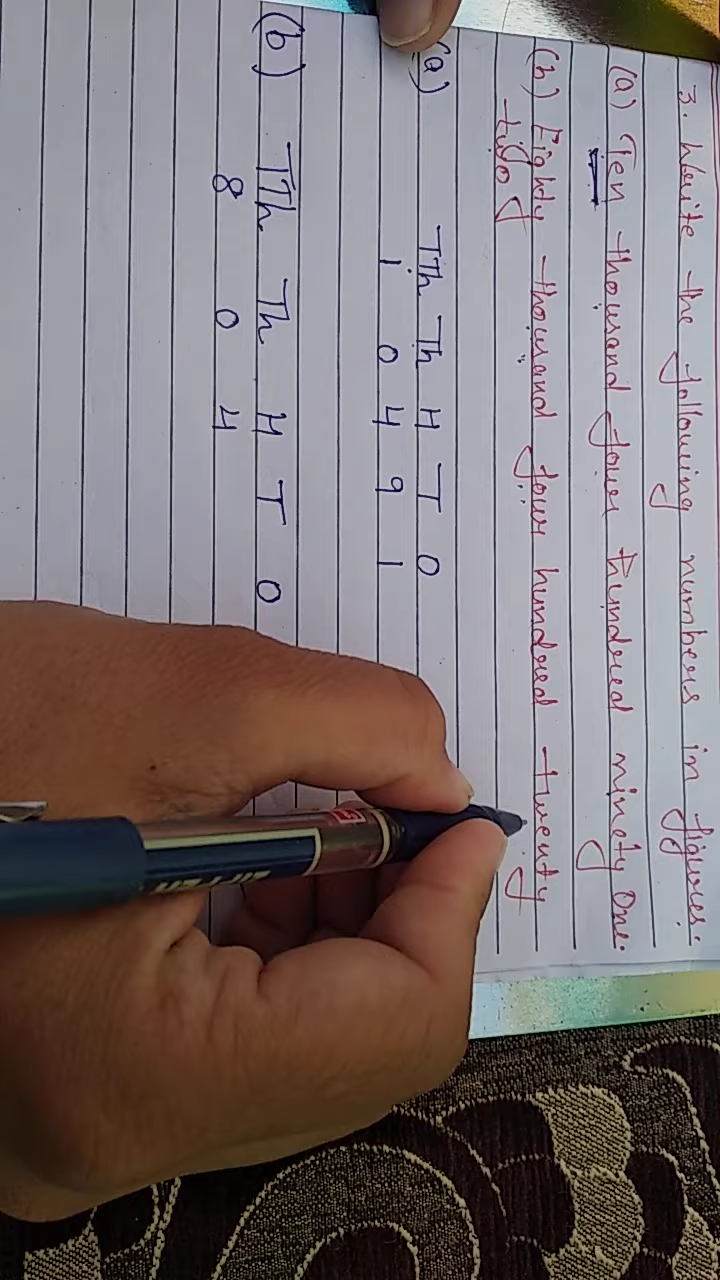 3. Write the following numbers in figures.
(a) Ten thousand four hundred ninety one.
(b) Eighty thousand four hundred twenty
two
(a) TTh Th H T O
1 0 4 9 1
(b) TTh Th H T O
8 0 4